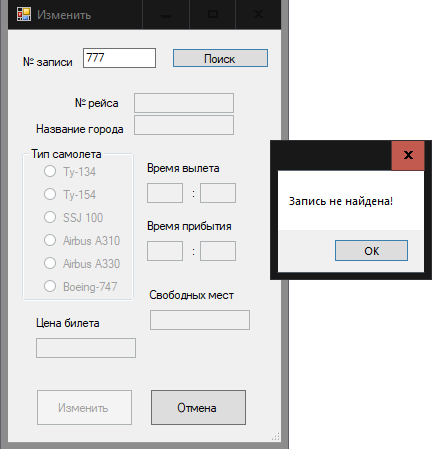 Изменить
№ записи 777 Поиск
№ рейса
Название города
Тип самолета
Ту-134
Ту-154
SSJ 100
Airbus A310
Airbus A330
Boeing-747
Время вылета
:
Время прибытия
:
Свободных мест
Цена билета
Изменить Отмена
Запись не найдена!
OK